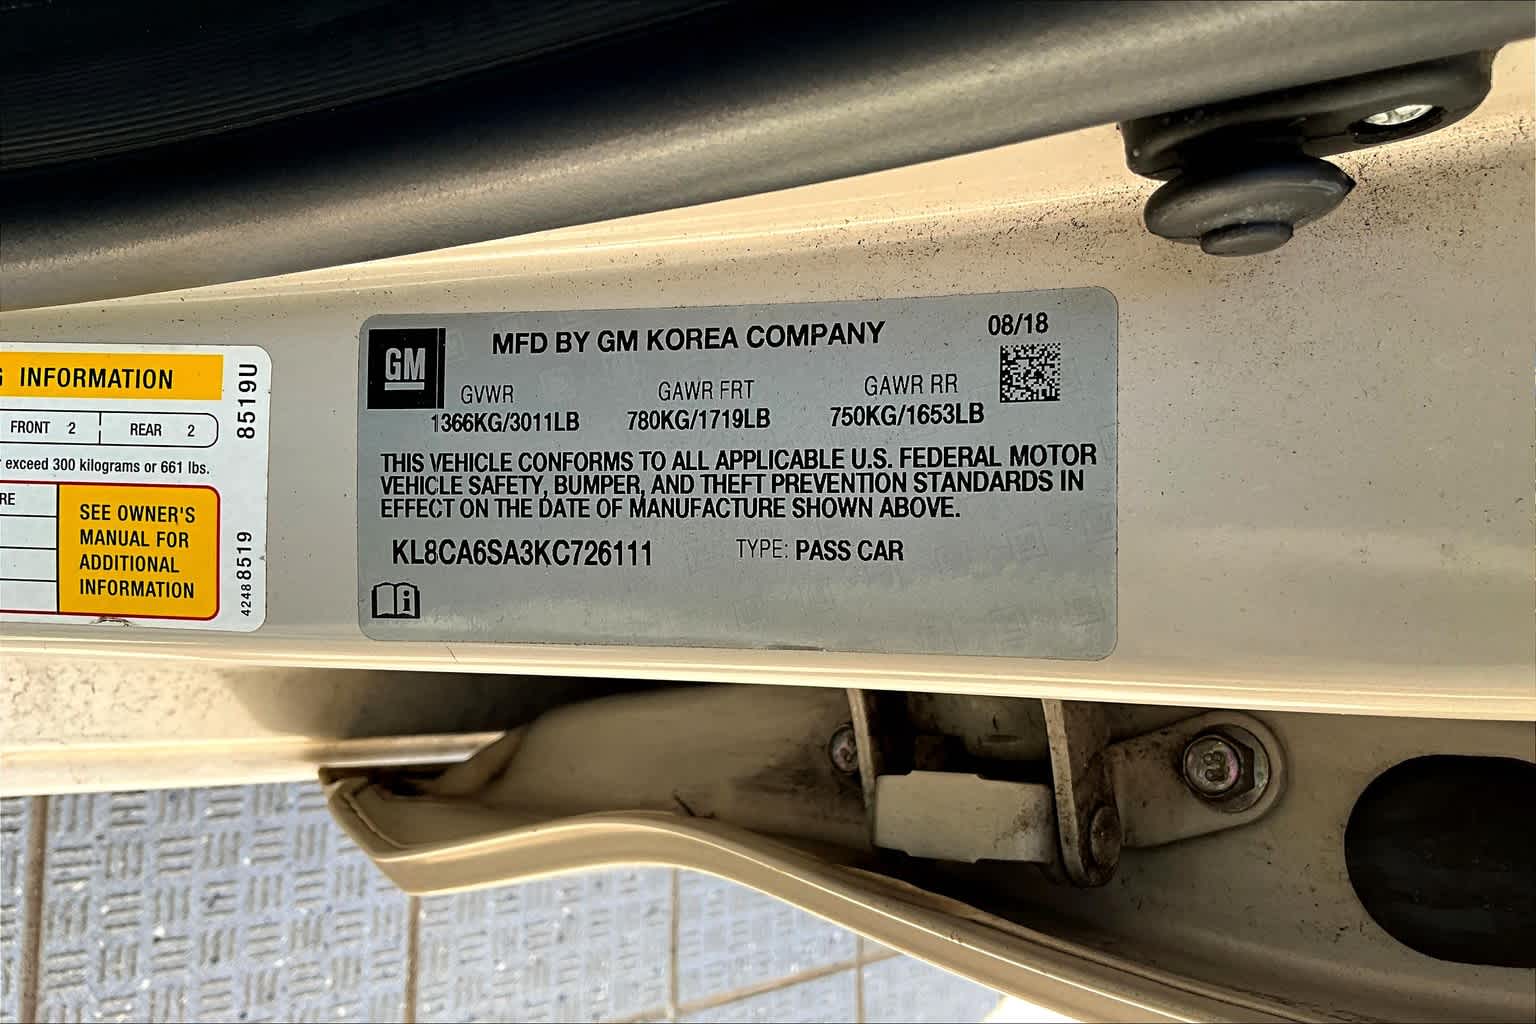 G INFORMATION
FRONT 2 REAR 2
exceed 300 kilograms or 661 lbs.
RE
SEE OWNER'S
MANUAL FOR
ADDITIONAL
INFORMATION
8519U
42488519
GM
MFD BY GM KOREA COMPANY
08/18
GVWR GAWR FRT GAWR RR
1366KG/3011LB 780KG/1719LB 750KG/1653LB
THIS VEHICLE CONFORMS TO ALL APPLICABLE U.S. FEDERAL MOTOR
VEHICLE SAFETY, BUMPER, AND THEFT PREVENTION STANDARDS IN
EFFECT ON THE DATE OF MANUFACTURE SHOWN ABOVE.
KL8CA6SA3KC726111 TYPE: PASS CAR